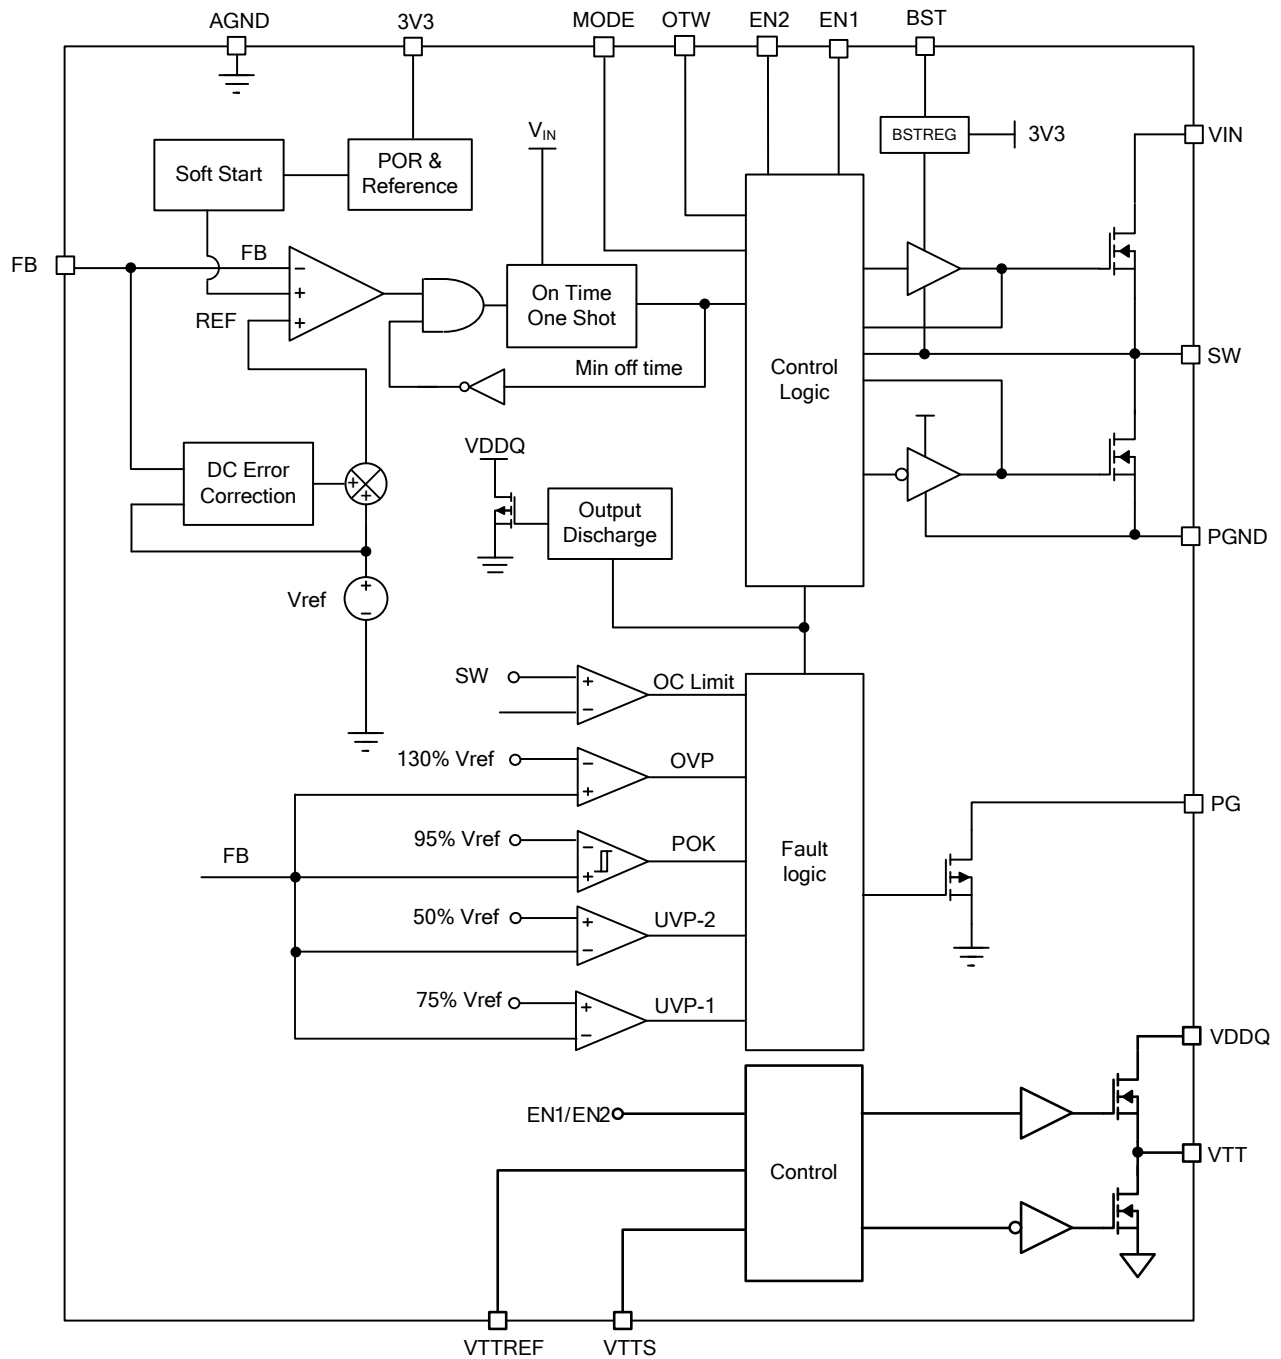 AGND
3V3
MODE
OTW
EN2
EN1
BST
VIN
BSTREG
3V3
Soft Start
POR &
Reference
VIN
FB
FB
REF
On Time
One Shot
Min off time
Control
Logic
SW
VDDQ
DC Error
Correction
Output
Discharge
PGND
Vref
SW
OC Limit
130% Vref
OVP
95% Vref
POK
FB
50% Vref
UVP-2
75% Vref
UVP-1
Fault
logic
PG
VDDQ
EN1/EN2
Control
VTT
VTTREF
VTTS